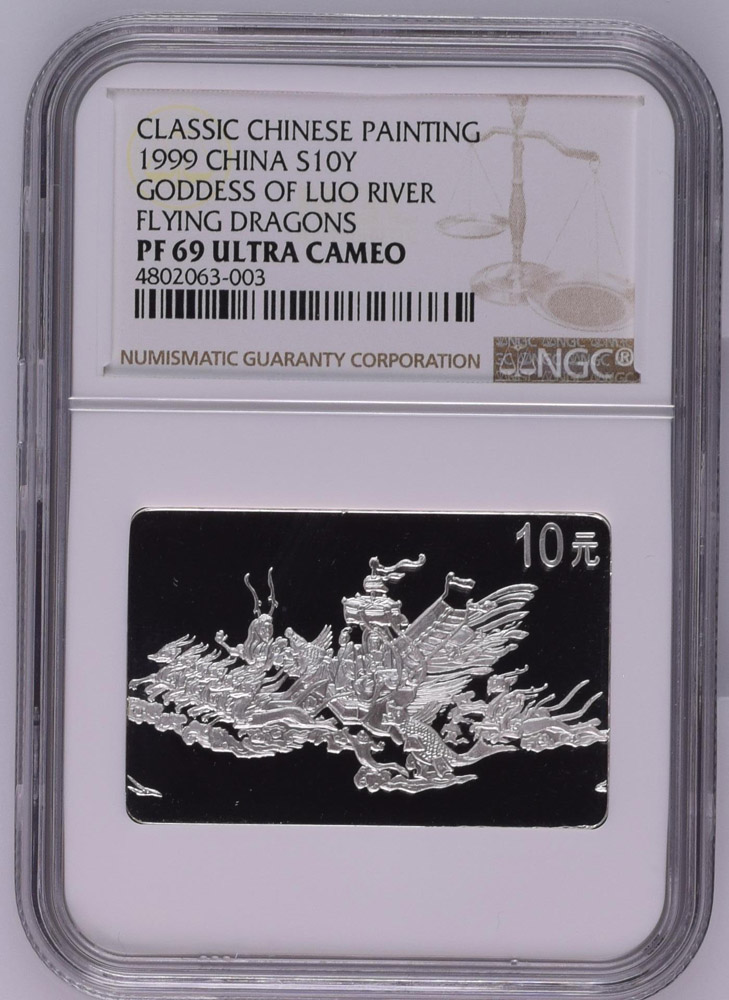 CLASSIC CHINESE PAINTING
1999 CHINA S10Y
GODDESS OF LUO RIVER
FLYING DRAGONS
PF 69 ULTRA CAMEO
4802063-003
NUMISMATIC GUARANTY CORPORATION
NGC®
10元